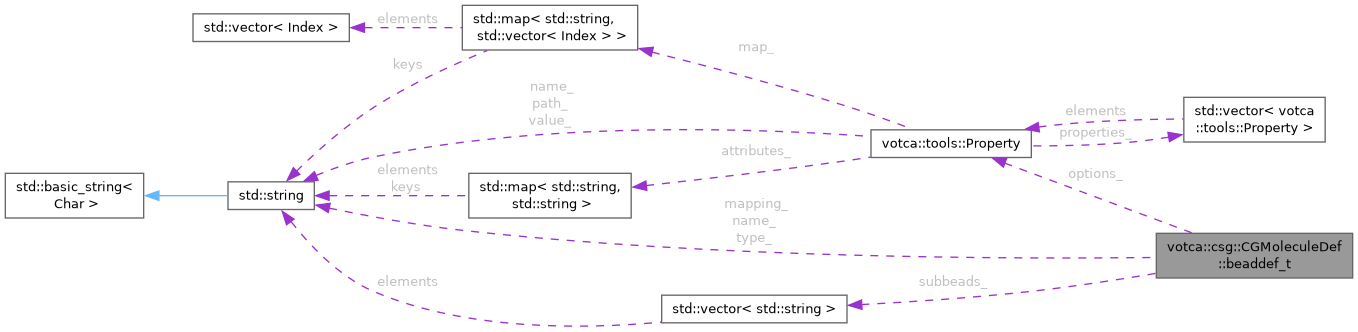 std::vector< Index >
elements
std::map< std::string,
std::vector< Index > >
map_
keys
name_
path_
value_
elements
std::vector< votca
::tools::Property >
properties_
votca::tools::Property
attributes_
options_
std::basic_string<
Char >
std::string
elements
keys
std::map< std::string,
std::string >
mapping_
name_
type_
votca::csg::CGMoleculeDef
::beaddef_t
elements
subbeads_
std::vector< std::string >